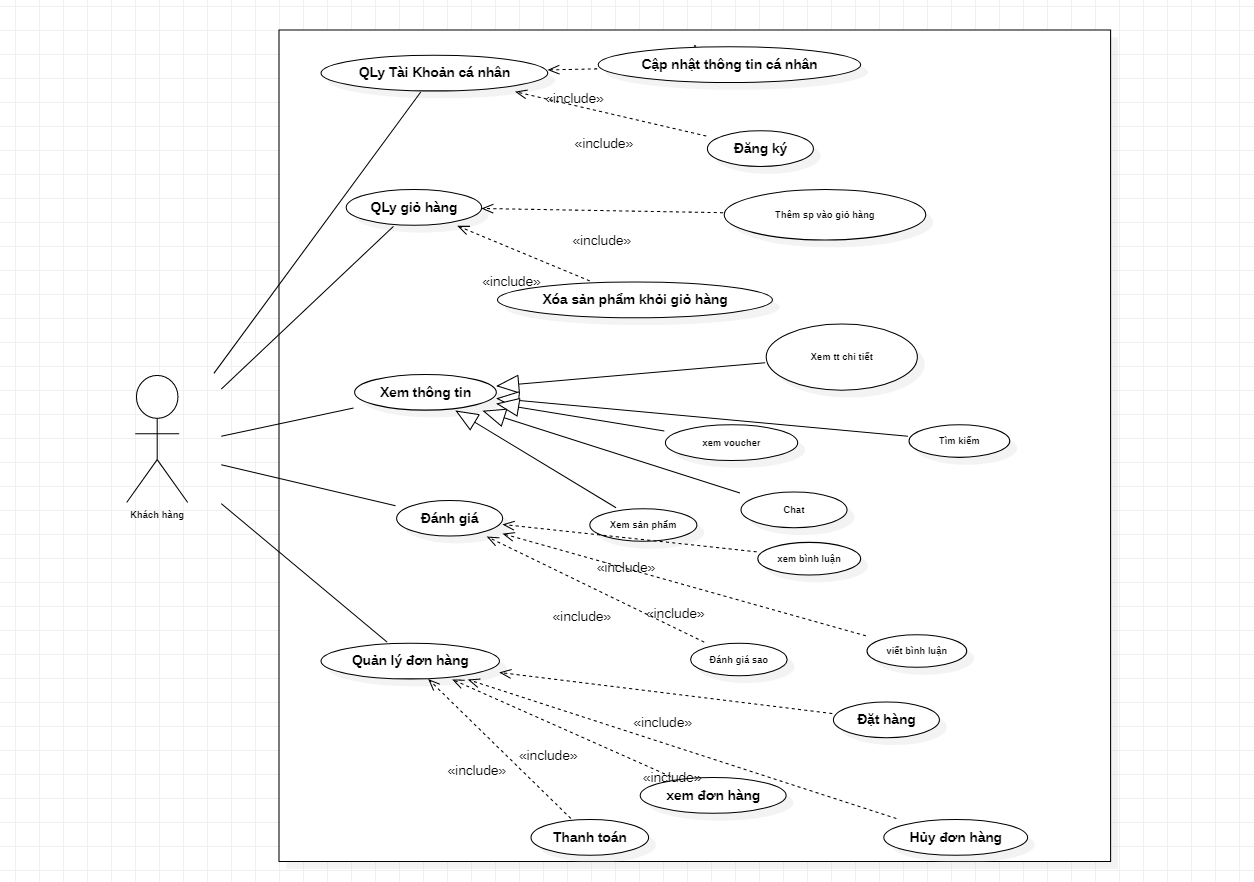 QLy Tài Khoản cá nhân
Cập nhật thông tin cá nhân
«include»
«include»
Đăng ký
QLy giỏ hàng
Thêm sp vào giỏ hàng
«include»
«include»
Xóa sản phẩm khỏi giỏ hàng
Xem tt chi tiết
Xem thông tin
xem voucher
Tìm kiếm
Khách hàng
Đánh giá
Xem sản phẩm
Chat
xem bình luận
«include»
«include»
«include»
viết bình luận
Đánh giá sao
Quản lý đơn hàng
Đặt hàng
«include»
«include»
«include»
«include»
xem đơn hàng
Thanh toán
Hủy đơn hàng